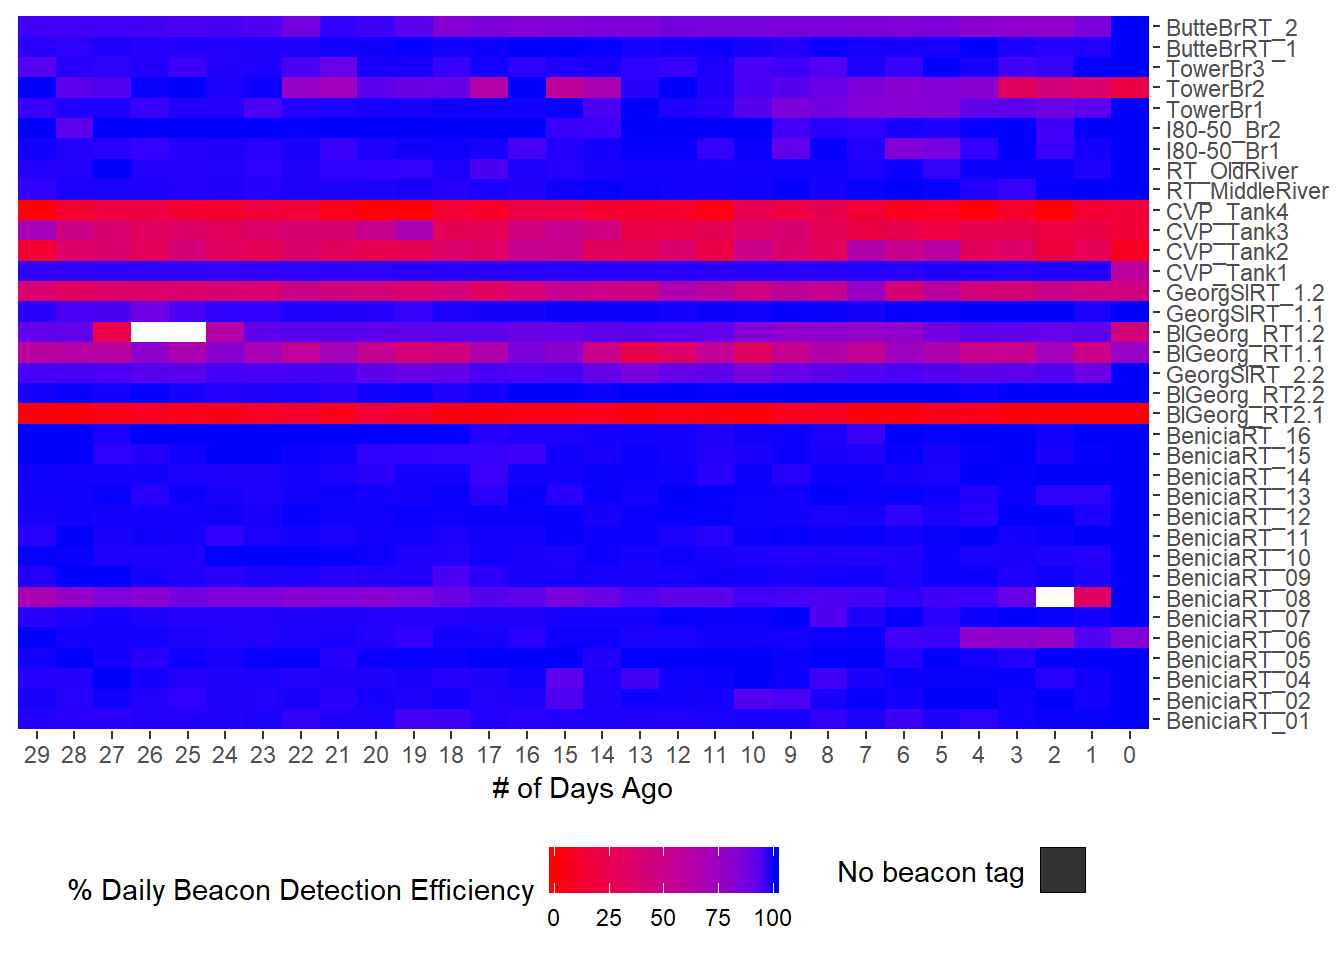 ButteBrRT_2
ButteBrRT_1
TowerBr3
TowerBr2
TowerBr1
I80-50_Br2
I80-50_Br1
RT_OldRiver
RT_MiddleRiver
CVP_Tank4
CVP_Tank3
CVP_Tank2
CVP_Tank1
GeorgSlRT_1.2
GeorgSlRT_1.1
BlGeorg_RT1.2
BlGeorg_RT1.1
GeorgSlRT_2.2
BlGeorg_RT2.2
BlGeorg_RT2.1
BeniciaRT_16
BeniciaRT_15
BeniciaRT_14
BeniciaRT_13
BeniciaRT_12
BeniciaRT_11
BeniciaRT_10
BeniciaRT_09
BeniciaRT_08
BeniciaRT_07
BeniciaRT_06
BeniciaRT_05
BeniciaRT_04
BeniciaRT_02
BeniciaRT_01
29 28 27 26 25 24 23 22 21 20 19 18 17 16 15 14 13 12 11 10 9 8 7 6 5 4 3 2 1 0
# of Days Ago
% Daily Beacon Detection Efficiency
0 25 50 75 100
No beacon tag